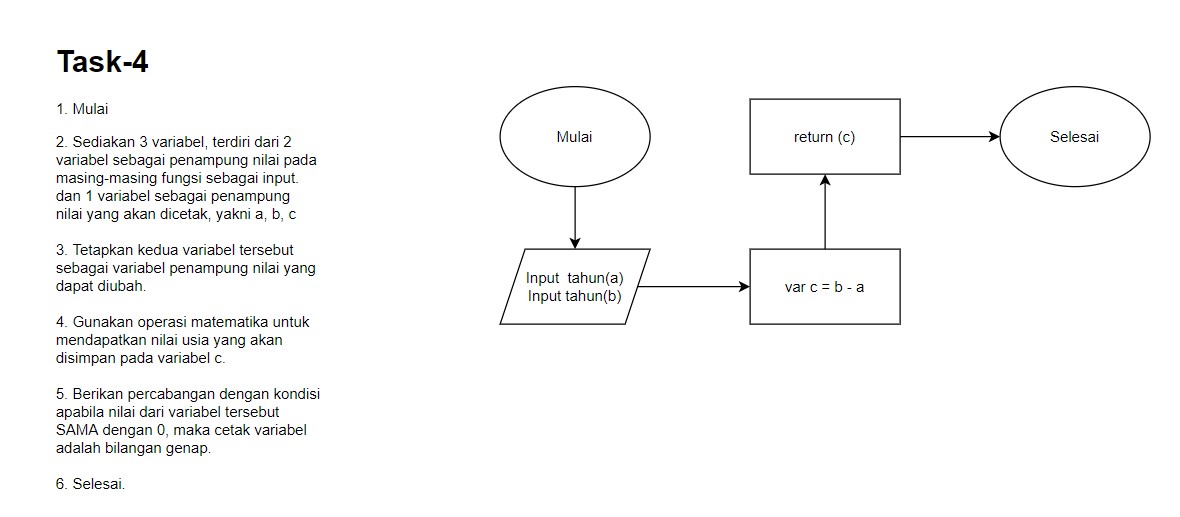 Task-4
1. Mulai
2. Sediakan 3 variabel, terdiri dari 2
variabel sebagai penampung nilai pada
masing-masing fungsi sebagai input.
dan 1 variabel sebagai penampung
nilai yang akan dicetak, yakni a, b, c
3. Tetapkan kedua variabel tersebut
sebagai variabel penampung nilai yang
dapat diubah.
4. Gunakan operasi matematika untuk
mendapatkan nilai usia yang akan
disimpan pada variabel c.
5. Berikan percabangan dengan kondisi
apabila nilai dari variabel tersebut
SAMA dengan 0, maka cetak variabel
adalah bilangan genap.
6. Selesai.
Mulai
Input tahun(a)
Input tahun(b)
var c = b - a
return (c)
Selesai